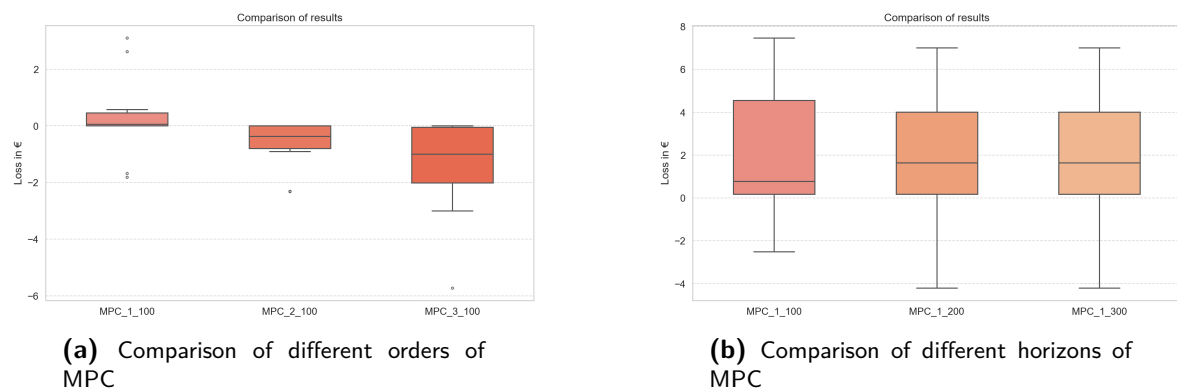 Comparison of results
2
0
−2
−4
−6
Loss in €
MPC_1_100
MPC_2_100
MPC_3_100
(a) Comparison of different orders of
MPC
Comparison of results
8
6
4
2
0
−2
−4
Loss in €
MPC_1_100
MPC_1_200
MPC_1_300
(b) Comparison of different horizons of
MPC